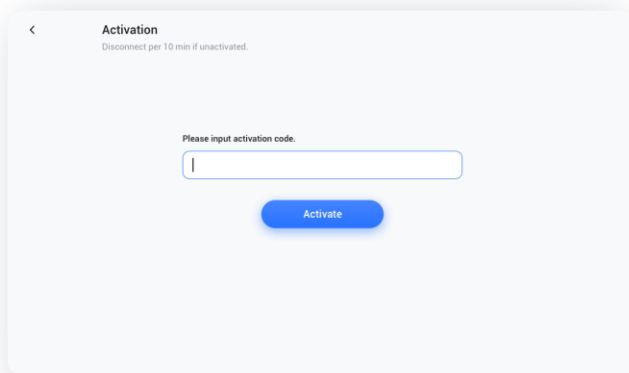 Activation
Disconnect per 10 min if unactivated.
Please input activation code.
Activate